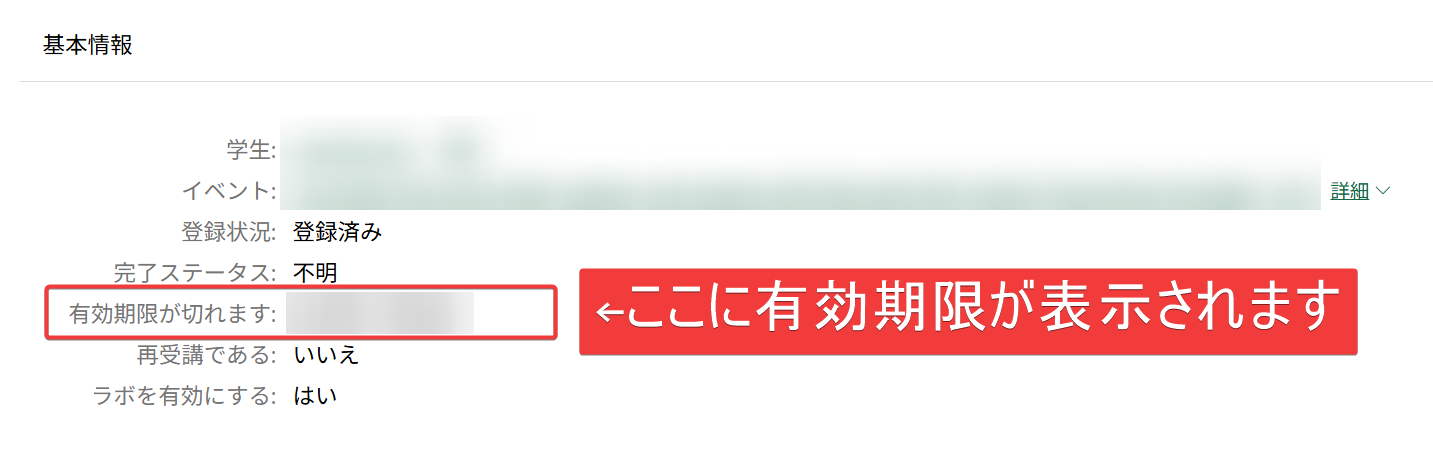 基本情報
学生:
イベント: 詳細
登録状況: 登録済み
完了ステータス: 不明
有効期限が切れます: ←ここに有効期限が表示されます
再受講である: いいえ
ラボを有効にする: はい